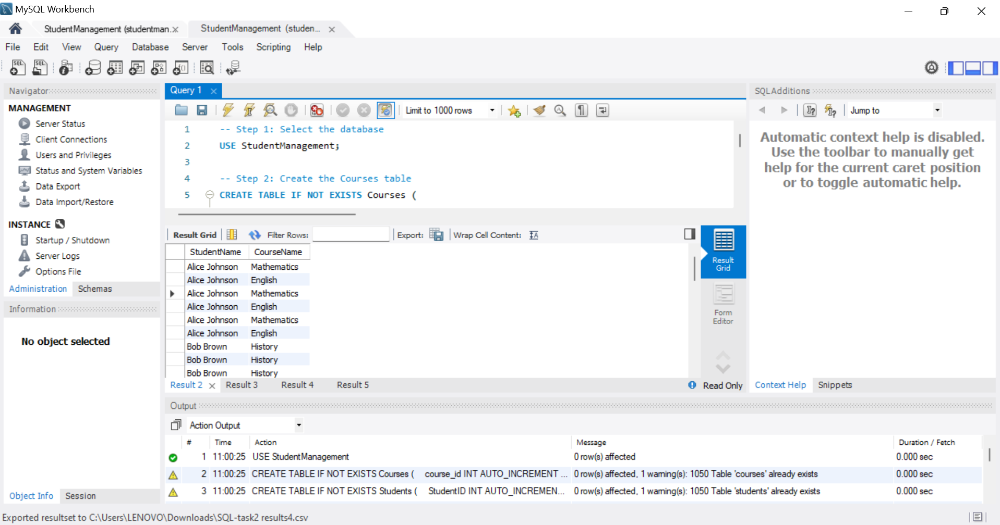 MySQL Workbench
StudentManagement (studentman.
StudentManagement (studen...
File Edit View Query Database Server Tools Scripting Help
Navigator
MANAGEMENT
Server Status
Client Connections
Users and Privileges
Status and System Variables
Data Export
Data Import/Restore
INSTANCE
Startup / Shutdown
Server Logs
Options File
Administration Schemas
Information
No object selected
Object Info Session
Query 1
Limit to 1000 rows
1 -- Step 1: Select the database
2 USE StudentManagement;
3
4 -- Step 2: Create the Courses table
5 CREATE TABLE IF NOT EXISTS Courses (
Result Grid Filter Rows: Export: Wrap Cell Content:
StudentName CourseName
Alice Johnson Mathematics
Alice Johnson English
Alice Johnson Mathematics
Alice Johnson English
Alice Johnson Mathematics
Alice Johnson English
Bob Brown History
Bob Brown History
Bob Brown History
Result Grid
Form Editor
Result 2 Result 3 Result 4 Result 5 Read Only
SQLAdditions
Jump to
Automatic context help is disabled.
Use the toolbar to manually get
help for the current caret position
or to toggle automatic help.
Context Help Snippets
Output
Action Output
# Time Action Message Duration / Fetch
1 11:00:25 USE StudentManagement 0 row(s) affected 0.000 sec
2 11:00:25 CREATE TABLE IF NOT EXISTS Courses ( course_id INT AUTO_INCREMENT ... 0 row(s) affected, 1 warning(s): 1050 Table 'courses' already exists 0.000 sec
3 11:00:25 CREATE TABLE IF NOT EXISTS Students ( StudentID INT AUTO_INCREMEN... 0 row(s) affected, 1 warning(s): 1050 Table 'students' already exists 0.000 sec
Exported resultset to C:\Users\LENOVO\Downloads\SQL-task2 results4.csv